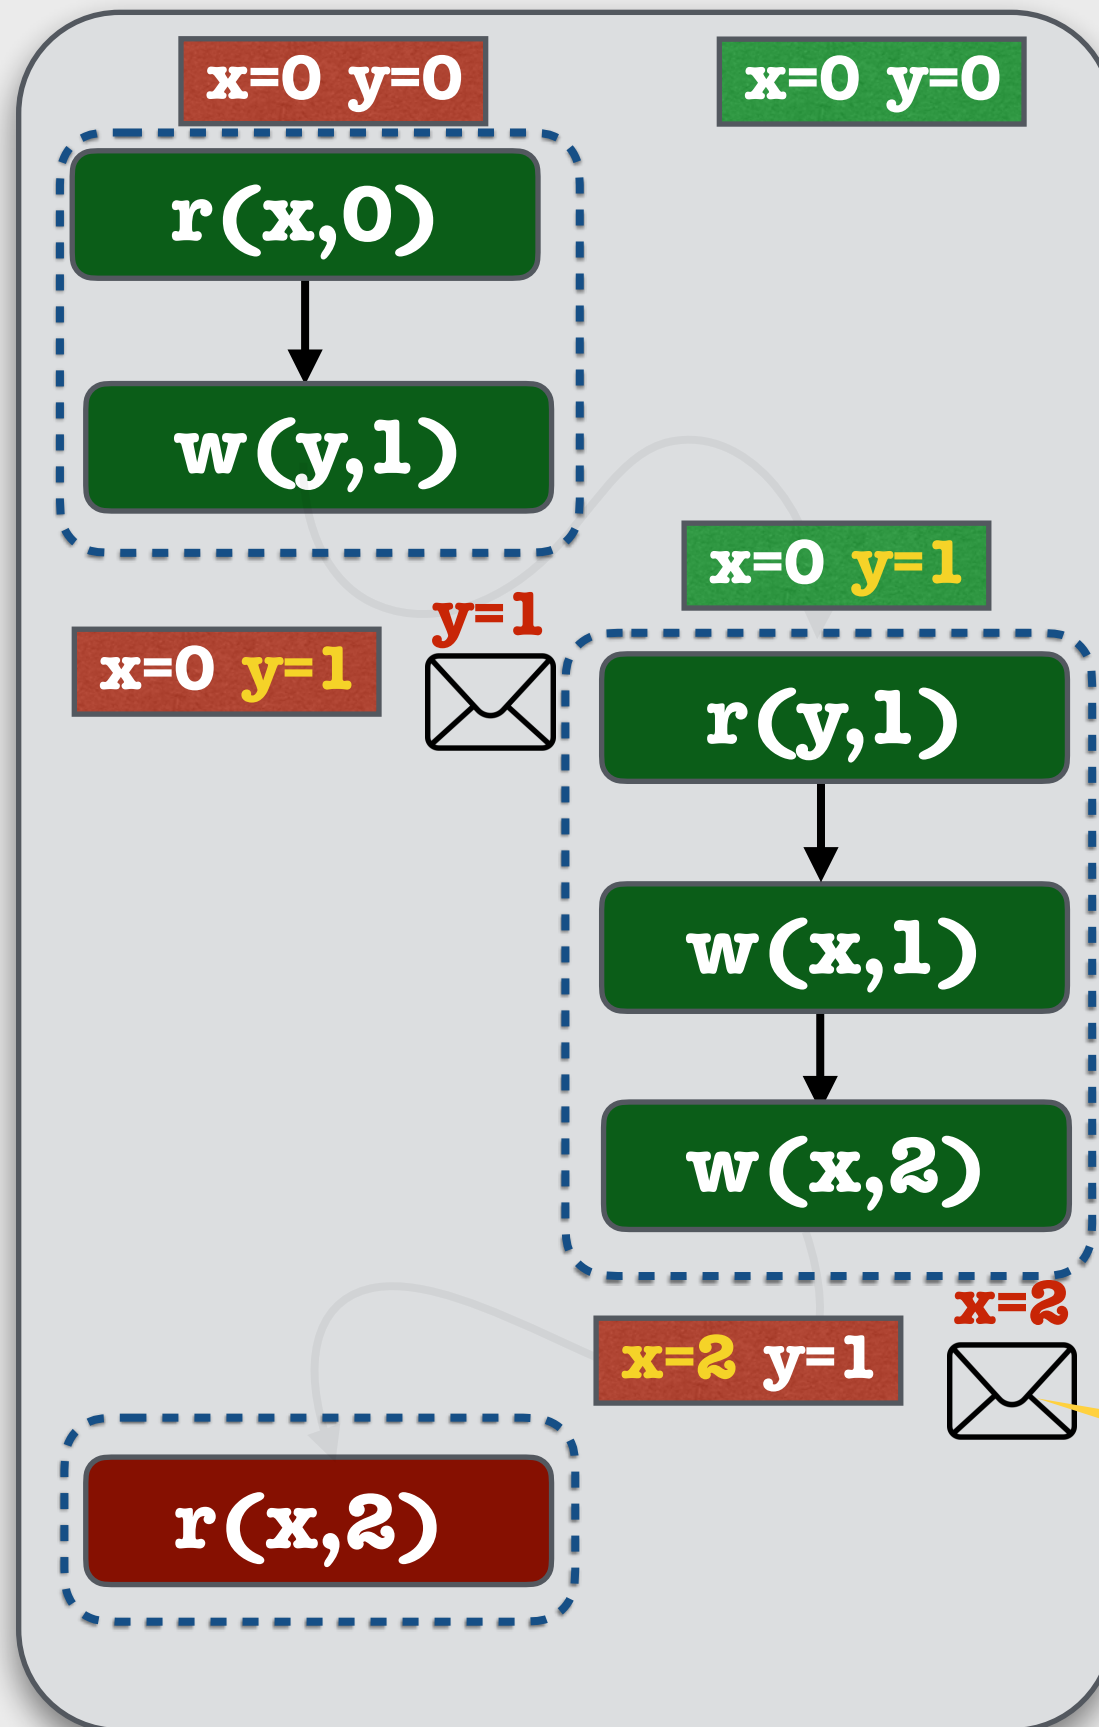 x=0 y=0
x=0 y=0
r(x,0)
w(y,1)
x=0 y=1
y=1
x=0 y=1
r(y,1)
w(x,1)
w(x,2)
x=2
x=2 y=1
r(x,2)